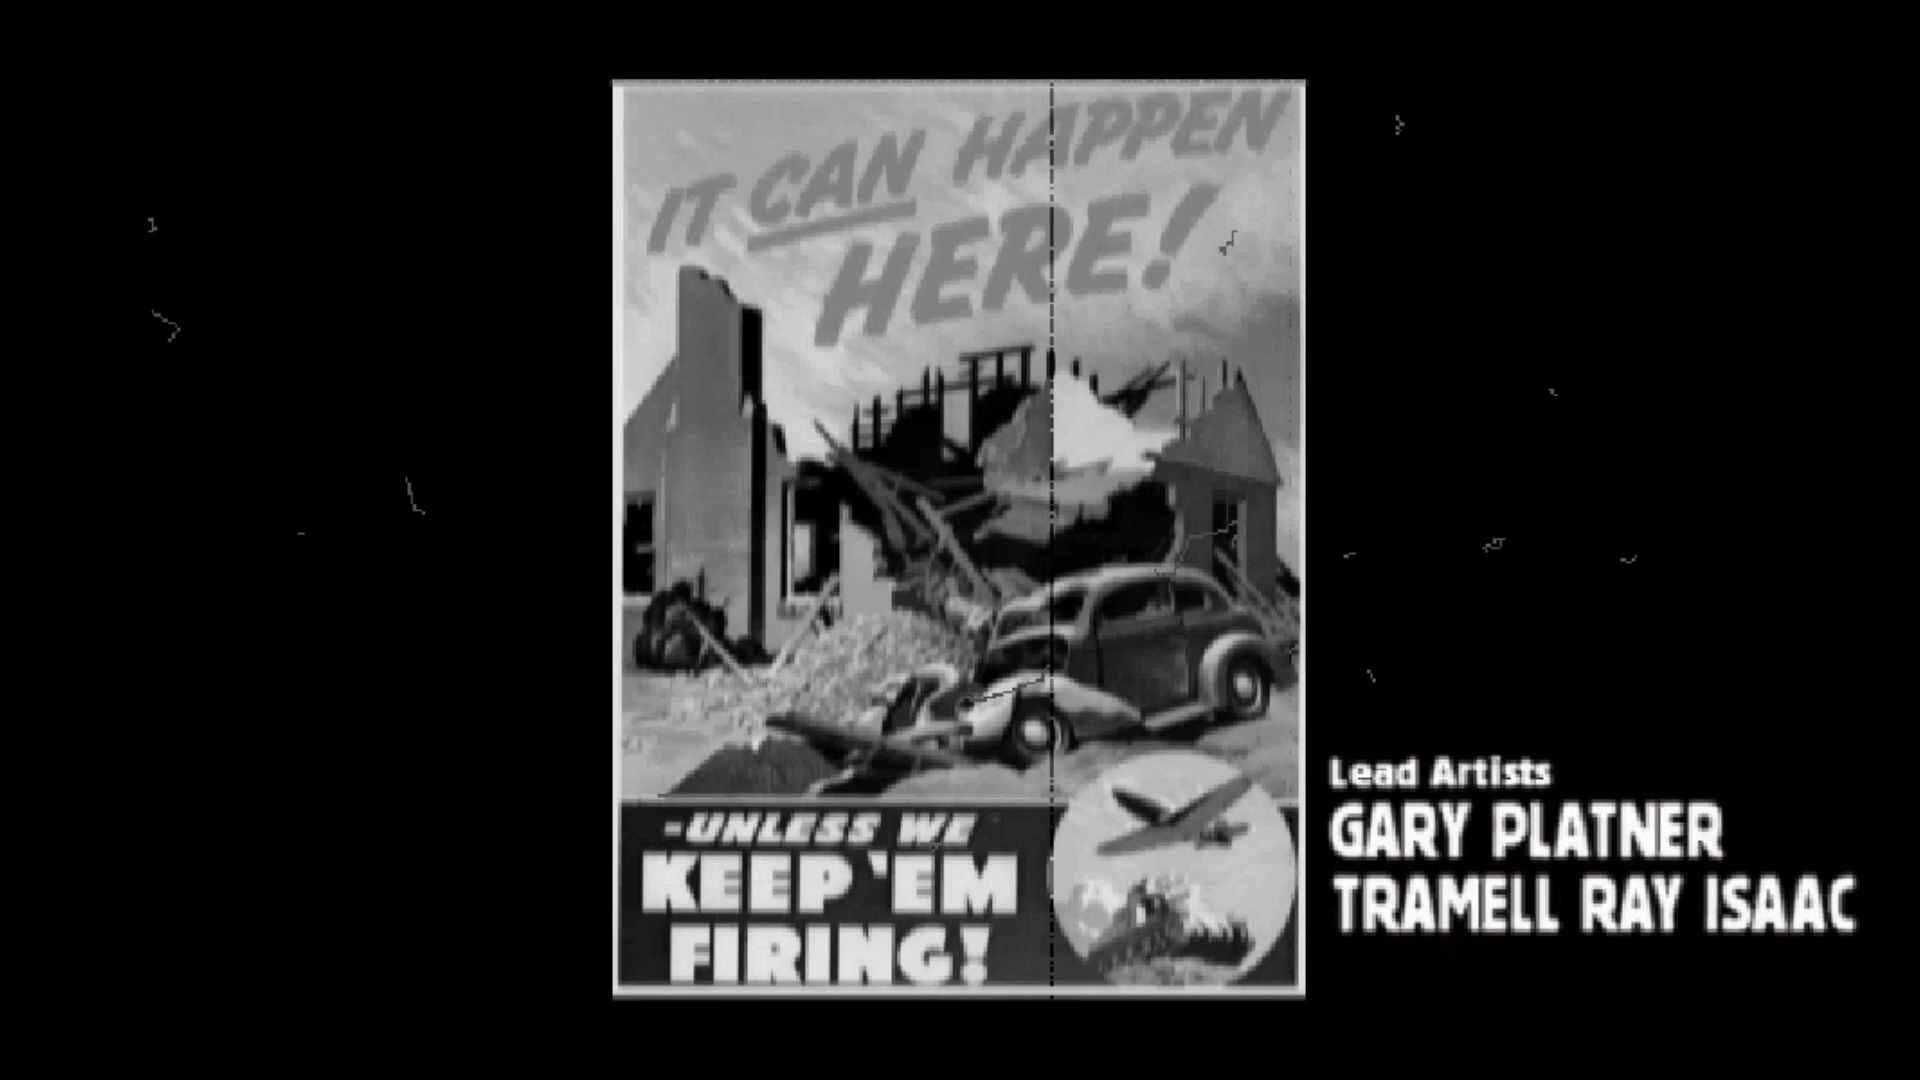 IT CAN HAPPEN
HERE!
-UNLESS WE
KEEP 'EM
FIRING!
Lead Artists
GARY PLATNER
TRAMELL RAY ISAAC